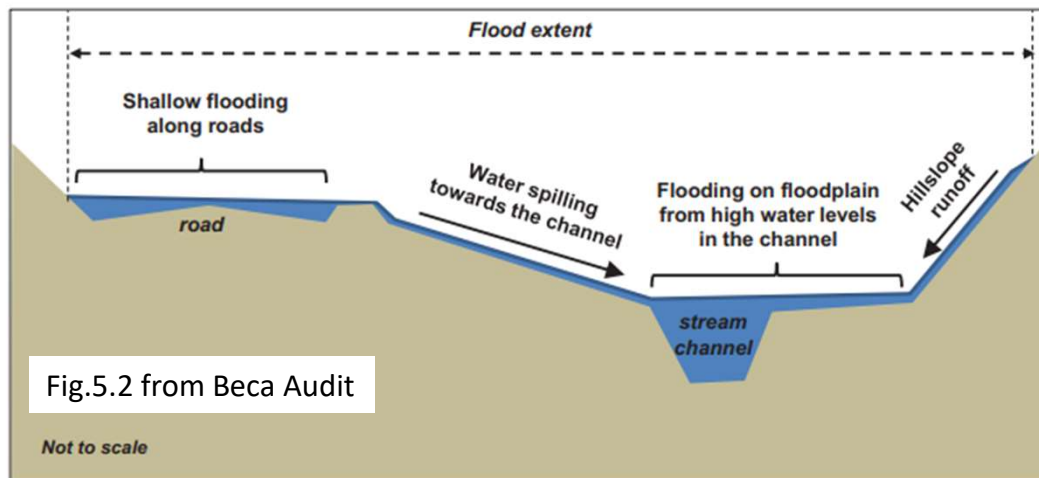 Flood extent
Shallow flooding
along roads
Water spilling
towards the channel
Flooding on floodplain
from high water levels
in the channel
Hillslope
runoff
road
stream
channel
Fig.5.2 from Beca Audit
Not to scale